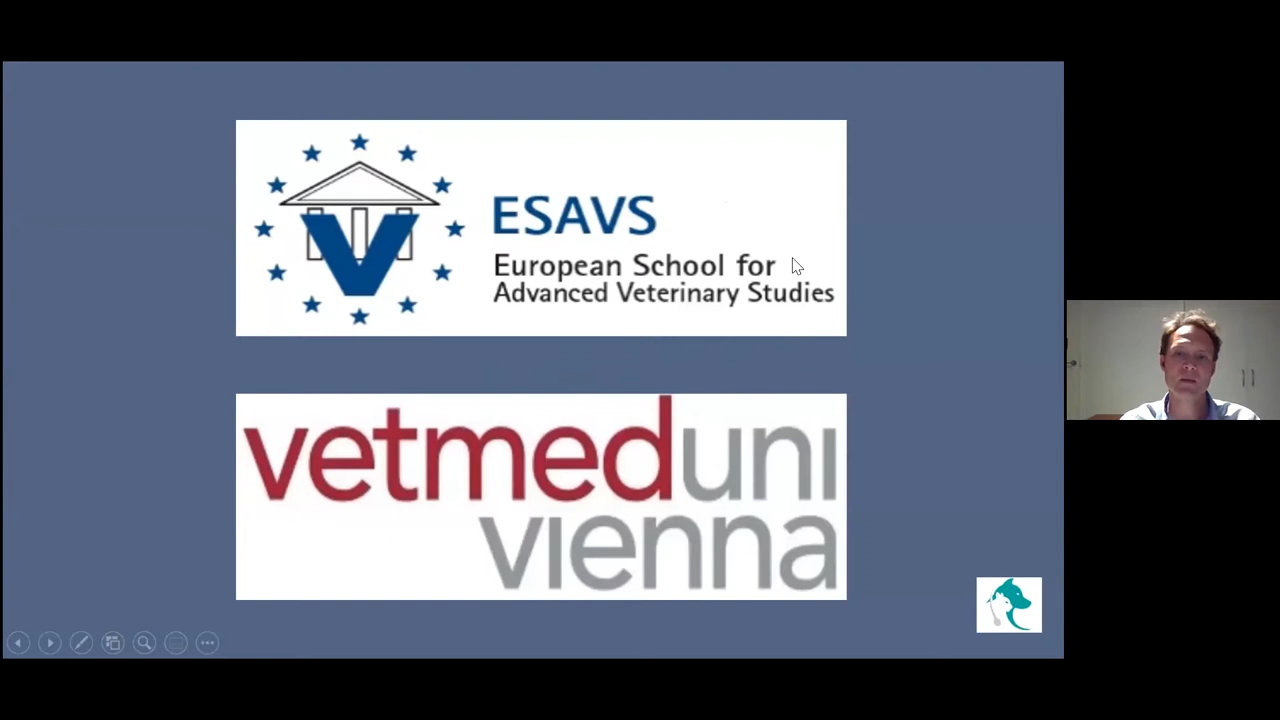 ESAVS
European School for
Advanced Veterinary Studies
vetmeduni
vienna